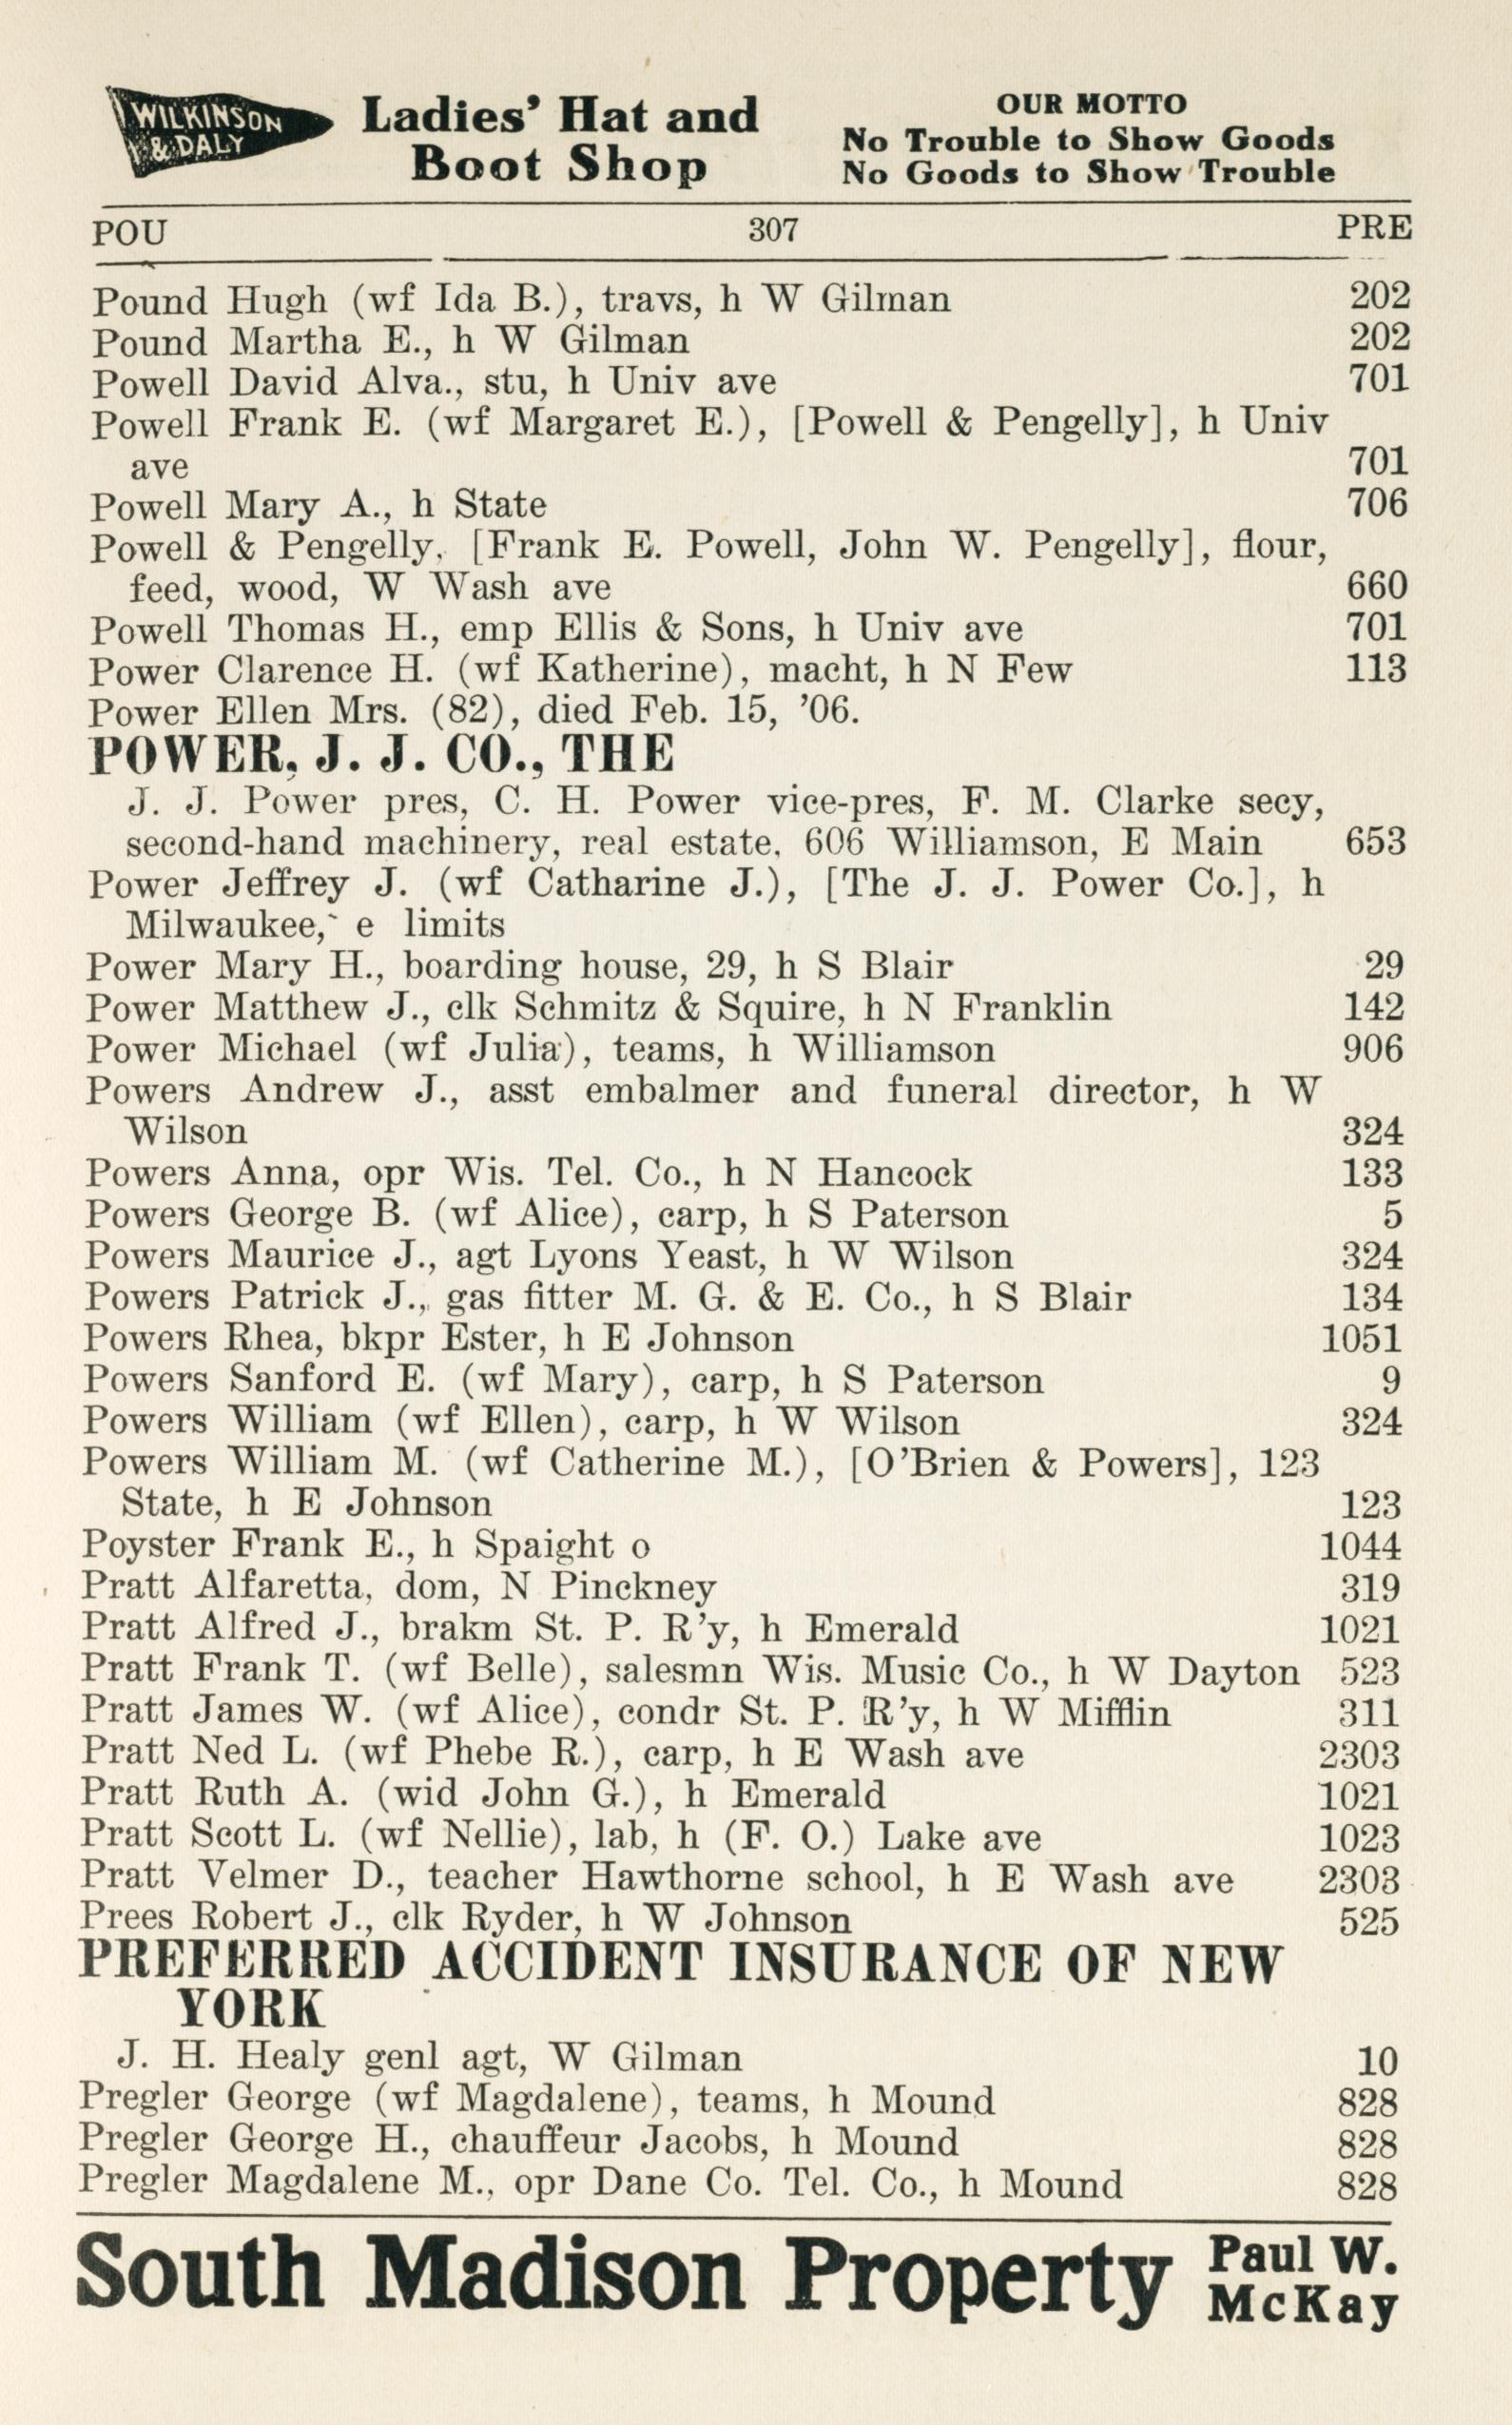 WILKINSON & DALY
Ladies' Hat and
Boot Shop
OUR MOTTO
No Trouble to Show Goods
No Goods to Show Trouble
POU 307 PRE
Pound Hugh (wf Ida B.), travs, h W Gilman 202
Pound Martha E., h W Gilman 202
Powell David Alva., stu, h Univ ave 701
Powell Frank E. (wf Margaret E.), [Powell & Pengelly], h Univ
ave 701
Powell Mary A., h State 706
Powell & Pengelly, [Frank E. Powell, John W. Pengelly], flour,
feed, wood, W Wash ave 660
Powell Thomas H., emp Ellis & Sons, h Univ ave 701
Power Clarence H. (wf Katherine), macht, h N Few 113
Power Ellen Mrs. (82), died Feb. 15, '06.
POWER, J. J. CO., THE
J. J. Power pres, C. H. Power vice-pres, F. M. Clarke secy,
second-hand machinery, real estate, 606 Williamson, E Main 653
Power Jeffrey J. (wf Catharine J.), [The J. J. Power Co.], h
Milwaukee, e limits
Power Mary H., boarding house, 29, h S Blair 29
Power Matthew J., clk Schmitz & Squire, h N Franklin 142
Power Michael (wf Julia), teams, h Williamson 906
Powers Andrew J., asst embalmer and funeral director, h W
Wilson 324
Powers Anna, opr Wis. Tel. Co., h N Hancock 133
Powers George B. (wf Alice), carp, h S Paterson 5
Powers Maurice J., agt Lyons Yeast, h W Wilson 324
Powers Patrick J., gas fitter M. G. & E. Co., h S Blair 134
Powers Rhea, bkpr Ester, h E Johnson 1051
Powers Sanford E. (wf Mary), carp, h S Paterson 9
Powers William (wf Ellen), carp, h W Wilson 324
Powers William M. (wf Catherine M.), [O'Brien & Powers], 123
State, h E Johnson 123
Poyster Frank E., h Spaight o 1044
Pratt Alfaretta, dom, N Pinckney 319
Pratt Alfred J., brakm St. P. R'y, h Emerald 1021
Pratt Frank T. (wf Belle), salesmn Wis. Music Co., h W Dayton 523
Pratt James W. (wf Alice), condr St. P. R'y, h W Mifflin 311
Pratt Ned L. (wf Phebe R.), carp, h E Wash ave 2303
Pratt Ruth A. (wid John G.), h Emerald 1021
Pratt Scott L. (wf Nellie), lab, h (F. O.) Lake ave 1023
Pratt Velmer D., teacher Hawthorne school, h E Wash ave 2303
Prees Robert J., clk Ryder, h W Johnson 525
PREFERRED ACCIDENT INSURANCE OF NEW
YORK
J. H. Healy genl agt, W Gilman 10
Pregler George (wf Magdalene), teams, h Mound 828
Pregler George H., chauffeur Jacobs, h Mound 828
Pregler Magdalene M., opr Dane Co. Tel. Co., h Mound 828
South Madison Property Paul W.
McKay